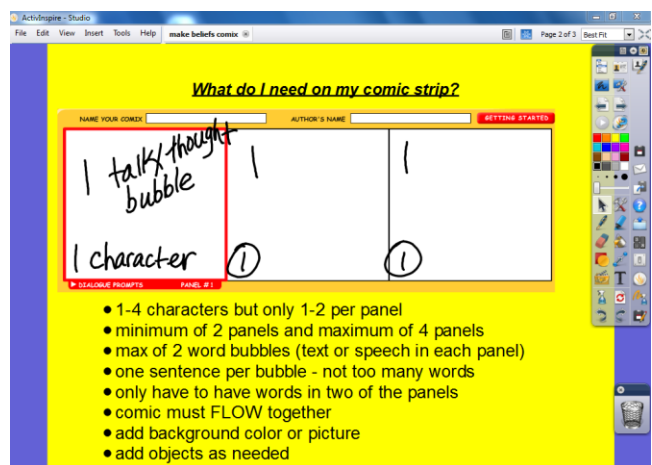 ActivInspire - Studio
File Edit View Insert Tools Help make beliefs comix Page 2 of 3 Best Fit
What do I need on my comic strip?
NAME YOUR COMIX AUTHOR'S NAME GETTING STARTED
1 talk/thought 1 1
bubble
1 character 1 1
DIALOGUE PROMPTS PANEL #1
• 1-4 characters but only 1-2 per panel
• minimum of 2 panels and maximum of 4 panels
• max of 2 word bubbles (text or speech in each panel)
• one sentence per bubble - not too many words
• only have to have words in two of the panels
• comic must FLOW together
• add background color or picture
• add objects as needed